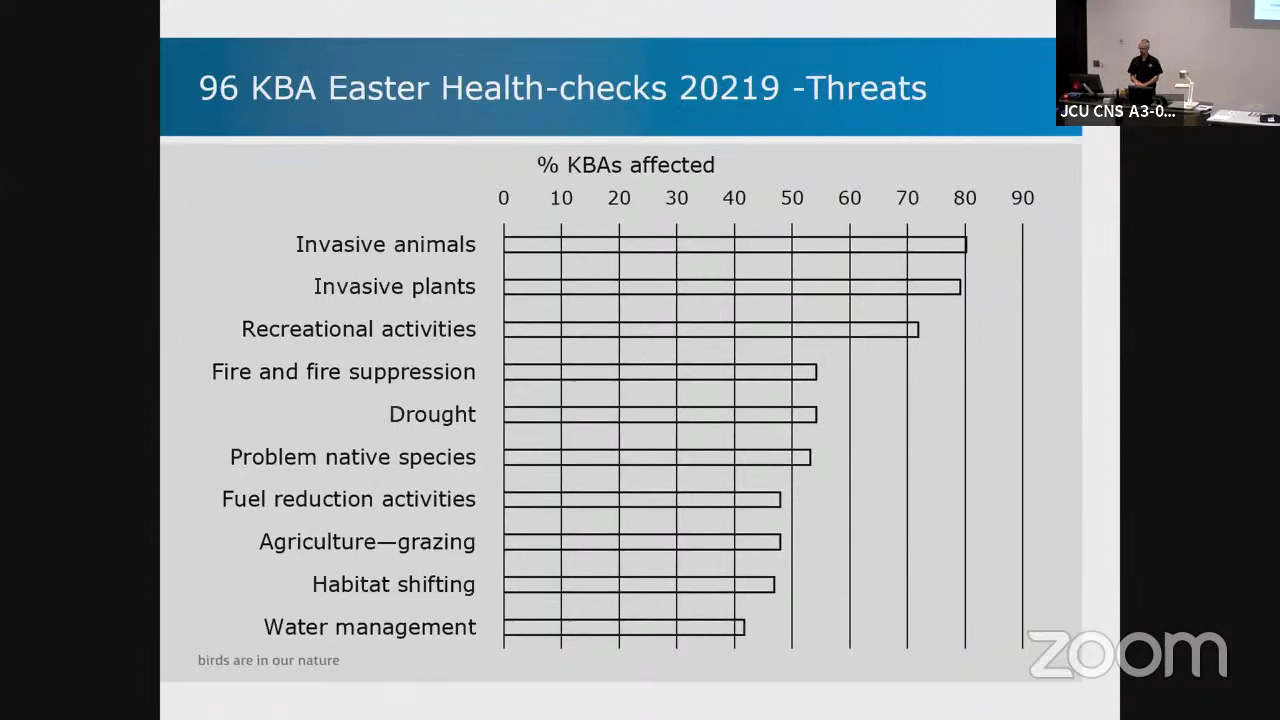 96 KBA Easter Health-checks 20219 -Threats
JCU CNS A3-0...
% KBAs affected
0 10 20 30 40 50 60 70 80 90
Invasive animals
Invasive plants
Recreational activities
Fire and fire suppression
Drought
Problem native species
Fuel reduction activities
Agriculture—grazing
Habitat shifting
Water management
birds are in our nature
zoom